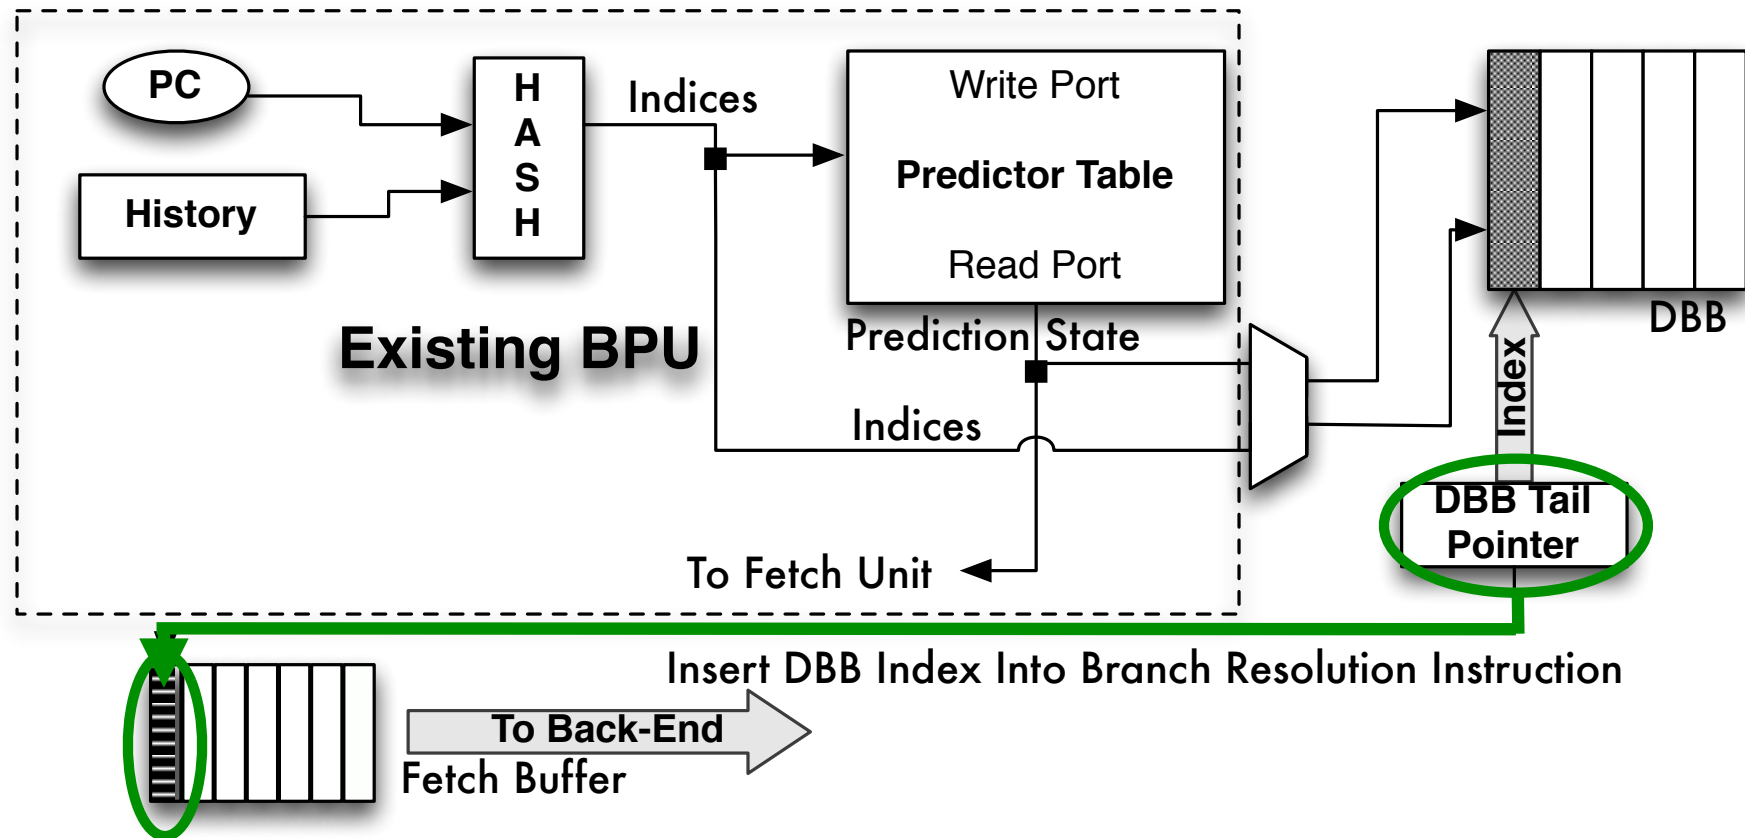 PC
History
H
A
S
H
Indices
Write Port
Predictor Table
Read Port
Existing BPU
Prediction State
Indices
To Fetch Unit
DBB
Index
DBB Tail
Pointer
Insert DBB Index Into Branch Resolution Instruction
To Back-End
Fetch Buffer